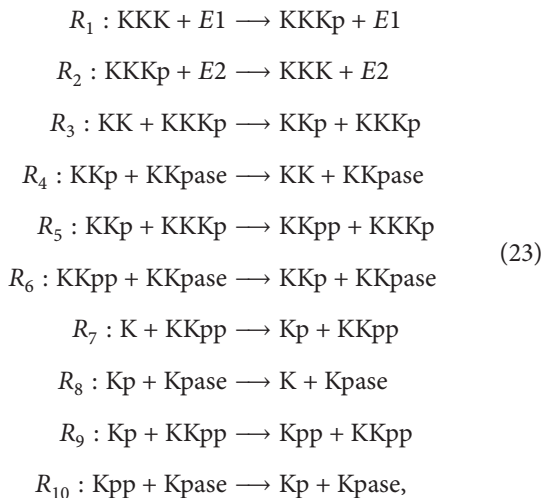 R₁ : KKK + E1 ⟶ KKKp + E1
R₂ : KKKp + E2 ⟶ KKK + E2
R₃ : KK + KKKp ⟶ KKp + KKKp
R₄ : KKp + KKpase ⟶ KK + KKpase
R₅ : KKp + KKKp ⟶ KKpp + KKKp
(23)
R₆ : KKpp + KKpase ⟶ KKp + KKpase
R₇ : K + KKpp ⟶ Kp + KKpp
R₈ : Kp + Kpase ⟶ K + Kpase
R₉ : Kp + KKpp ⟶ Kpp + KKpp
R₁₀ : Kpp + Kpase ⟶ Kp + Kpase,